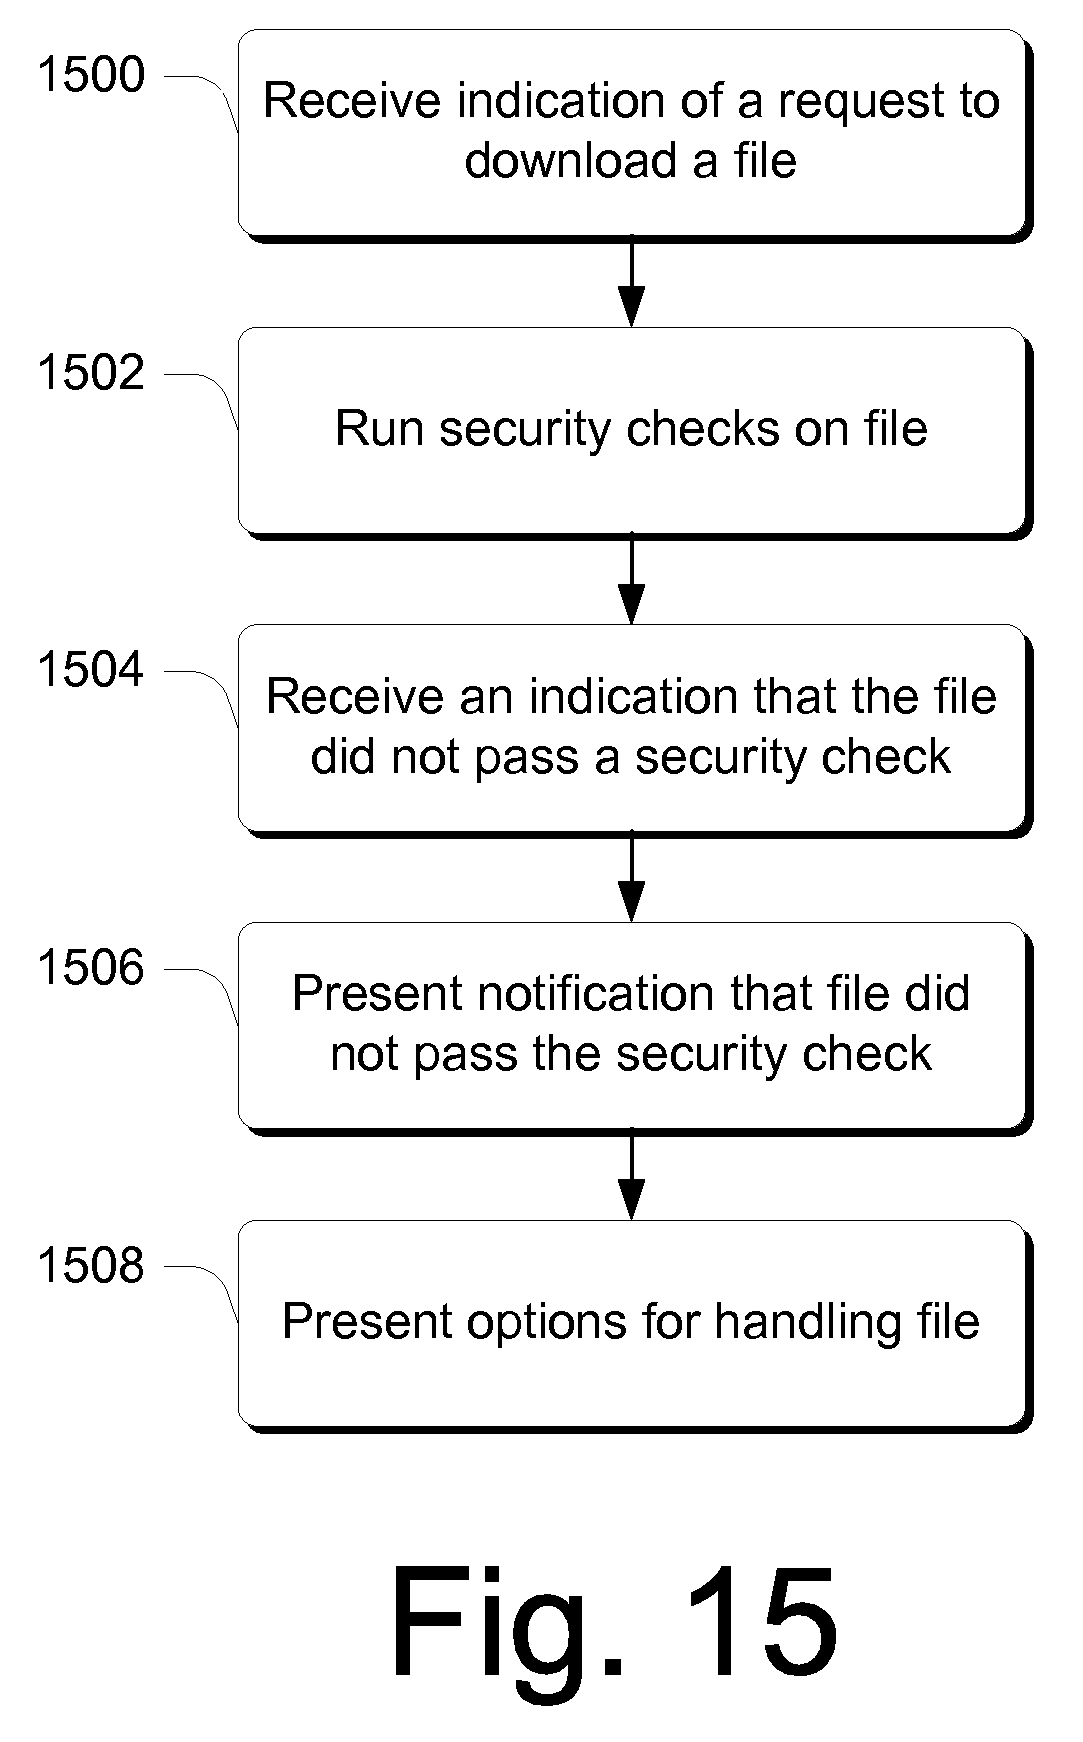 1500
Receive indication of a request to
download a file
1502
Run security checks on file
1504
Receive an indication that the file
did not pass a security check
1506
Present notification that file did
not pass the security check
1508
Present options for handling file
Fig. 15